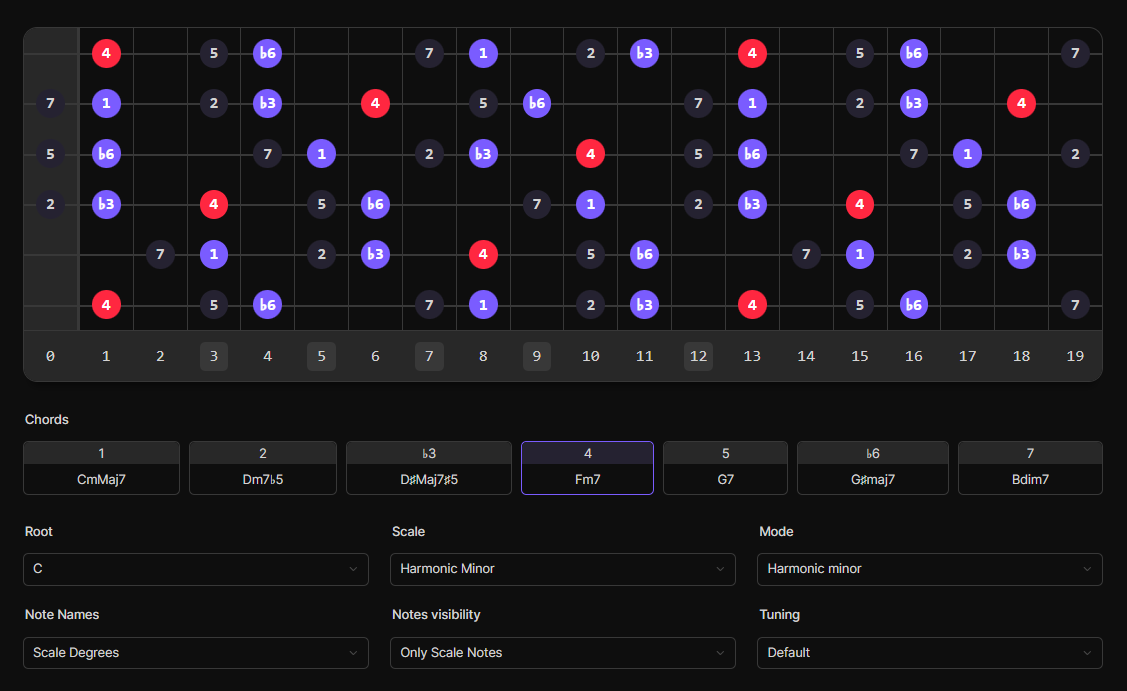 4 5 ♭6 7 1 2 ♭3 4 5 ♭6 7
7 1 2 ♭3 4 5 ♭6 7 1 2 ♭3 4
5 ♭6 7 1 2 ♭3 4 5 ♭6 7 1 2
2 ♭3 4 5 ♭6 7 1 2 ♭3 4 5 ♭6
7 1 2 ♭3 4 5 ♭6 7 1 2 ♭3
4 5 ♭6 7 1 2 ♭3 4 5 ♭6 7
0 1 2 3 4 5 6 7 8 9 10 11 12 13 14 15 16 17 18 19
Chords
1 2 ♭3 4 5 ♭6 7
CmMaj7 Dm7♭5 D♯Maj7♯5 Fm7 G7 G♯maj7 Bdim7
Root Scale Mode
C Harmonic Minor Harmonic minor
Note Names Notes visibility Tuning
Scale Degrees Only Scale Notes Default